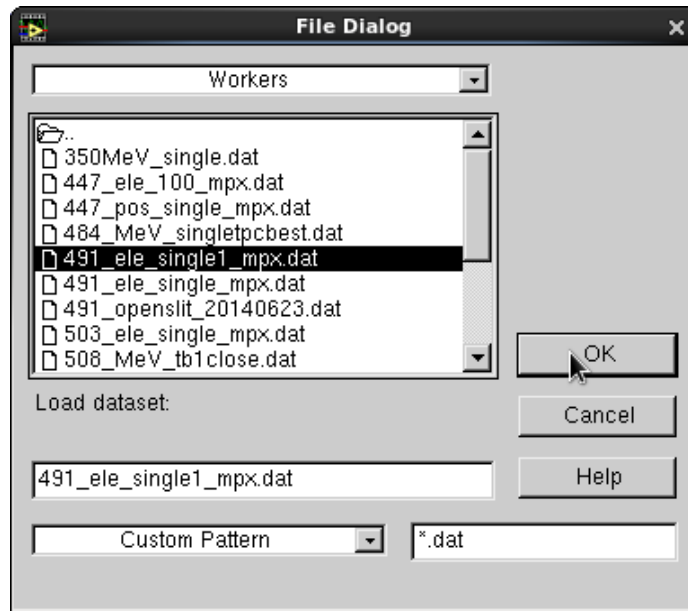 File Dialog
Workers
..
350MeV_single.dat
447_ele_100_mpx.dat
447_pos_single_mpx.dat
484_MeV_singletpcbest.dat
491_ele_single1_mpx.dat
491_ele_single_mpx.dat
491_openslit_20140623.dat
503_ele_single_mpx.dat
508_MeV_tb1close.dat
OK
Load dataset:
Cancel
491_ele_single1_mpx.dat
Help
Custom Pattern
*.dat